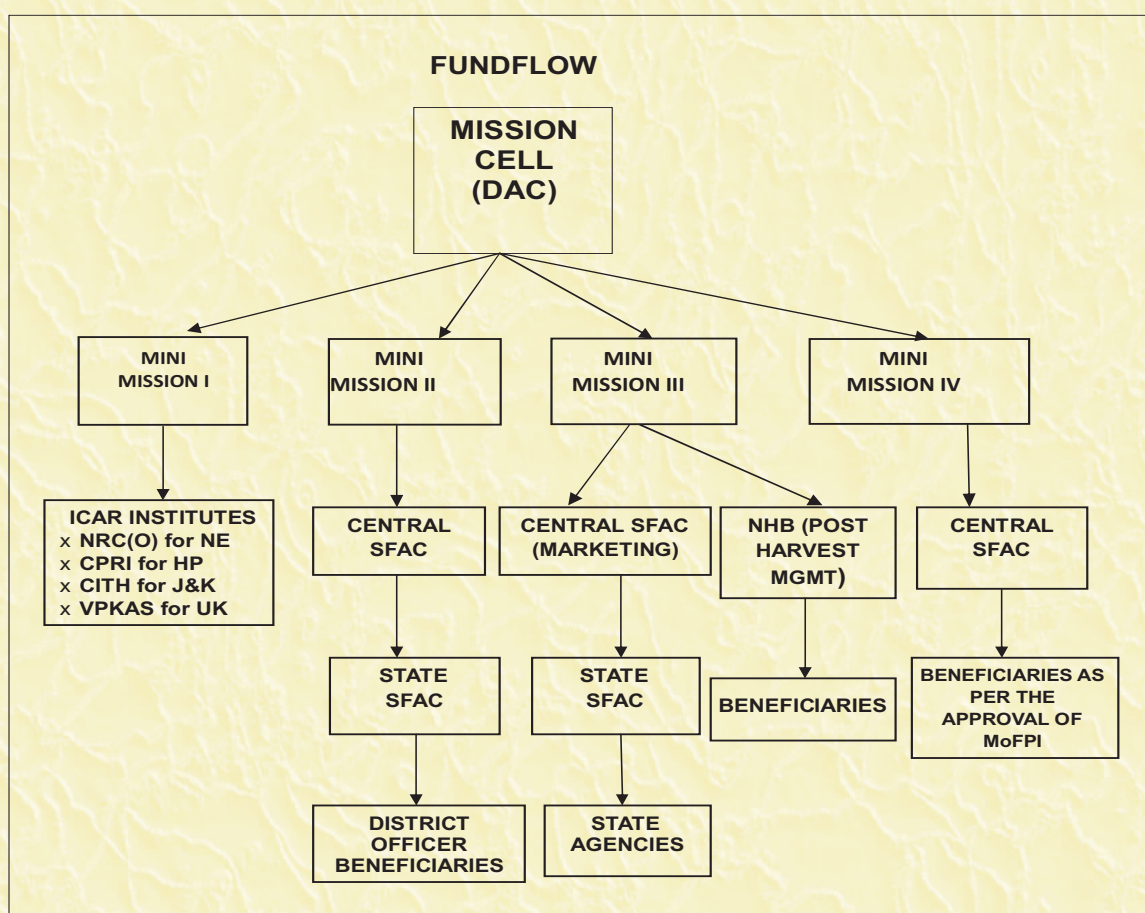 FUNDFLOW
MISSION
CELL
(DAC)
MINI
MISSION I
MINI
MISSION II
MINI
MISSION III
MINI
MISSION IV
ICAR INSTITUTES
x NRC(O) for NE
x CPRI for HP
x CITH for J&K
x VPKAS for UK
CENTRAL
SFAC
CENTRAL SFAC
(MARKETING)
NHB (POST
HARVEST
MGMT)
CENTRAL
SFAC
STATE
SFAC
STATE
SFAC
BENEFICIARIES
BENEFICIARIES AS
PER THE
APPROVAL OF
MoFPI
DISTRICT
OFFICER
BENEFICIARIES
STATE
AGENCIES